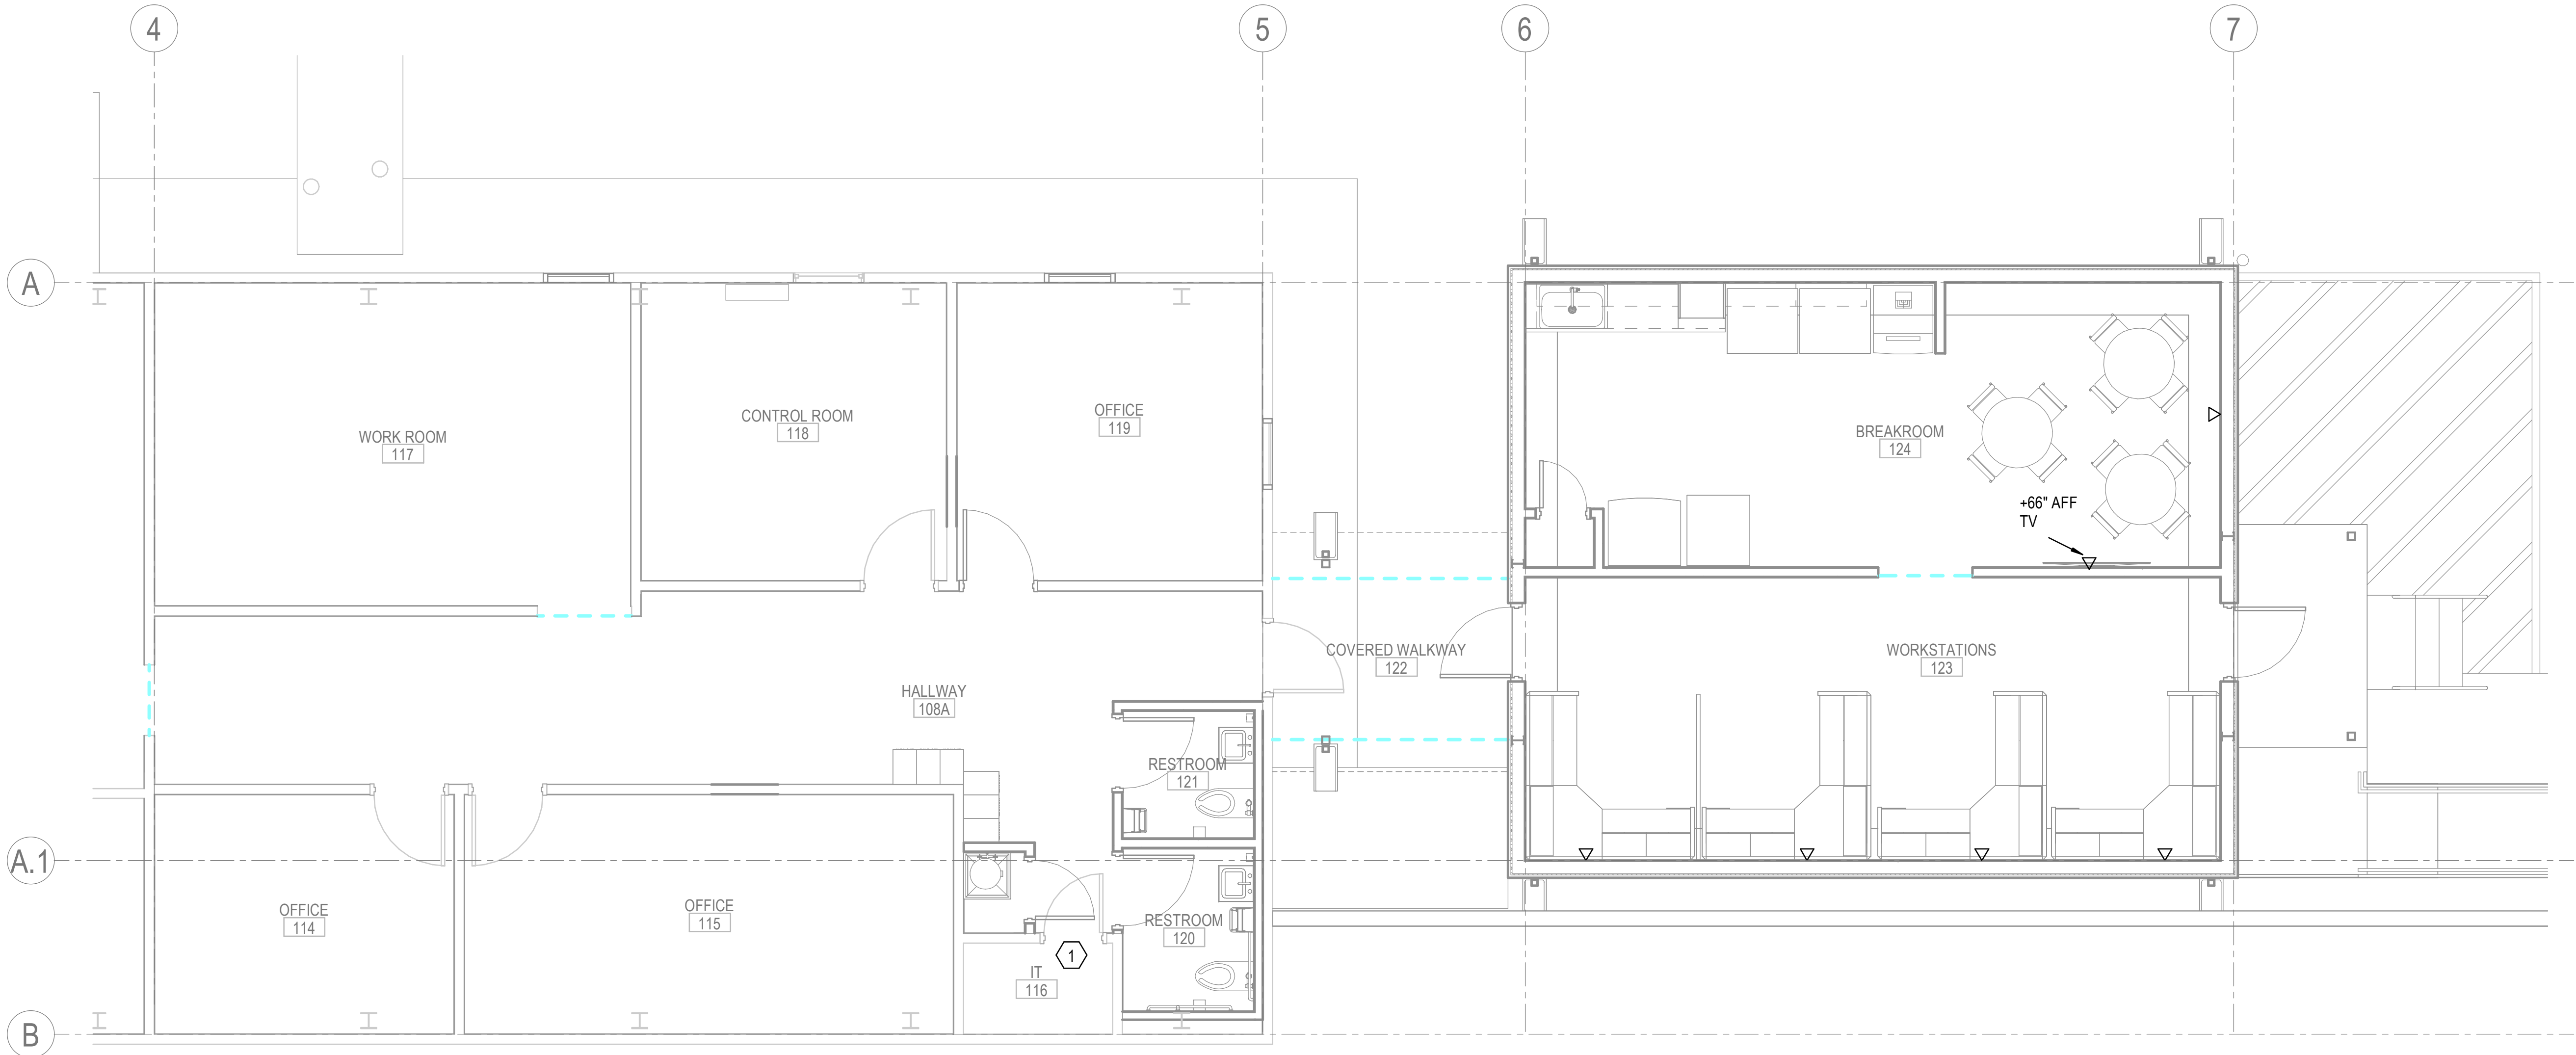 4
5
6
7
A
CONTROL ROOM
118
OFFICE
119
WORK ROOM
117
BREAKROOM
124
+66" AFF
TV
COVERED WALKWAY
122
WORKSTATIONS
123
HALLWAY
108A
RESTROOM
121
A.1
OFFICE
114
OFFICE
115
RESTROOM
120
1
IT
116
B